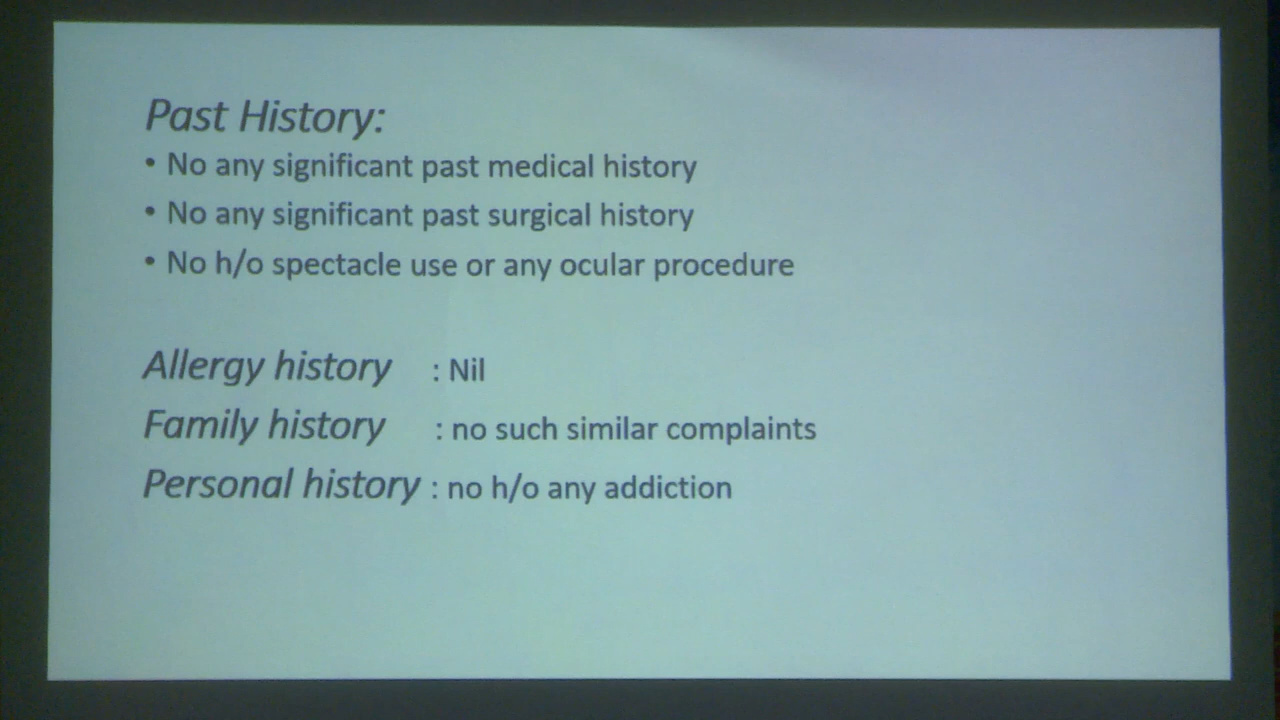 Past History:
• No any significant past medical history
• No any significant past surgical history
• No h/o spectacle use or any ocular procedure
Allergy history : Nil
Family history : no such similar complaints
Personal history : no h/o any addiction